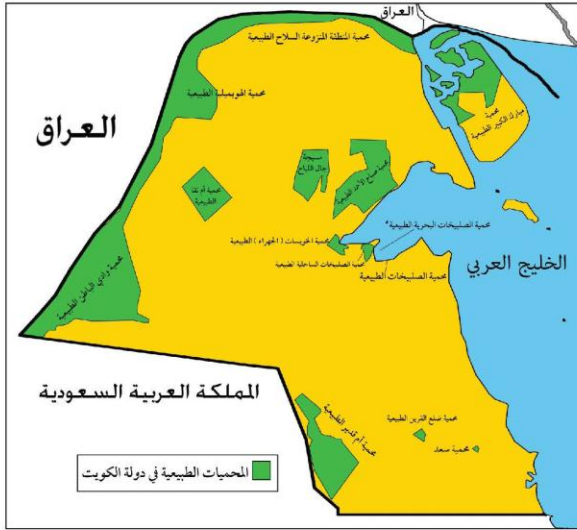 العراق
محمية المنطقة المنزوعة السلاح الطبيعية
محمية الهويملية الطبيعية
محمية
مبارك الكبير الطبيعية
العراق
مسيجة
جال اللياح
محمية صباح الأحمد الطبيعية
محمية أم نقا
الطبيعية
محمية الصليبخات البحرية الطبيعية*
محمية الخويسات (الجهراء) الطبيعية
محمية الصليبخات الساحلية الطبيعية
محمية الصليبخات الطبيعية
الخليج العربي
محمية وادي الباطن الطبيعية
المملكة العربية السعودية
محمية أم قدير الطبيعية
محمية ضلع القرين الطبيعية
محمية سعد
المحميات الطبيعية في دولة الكويت